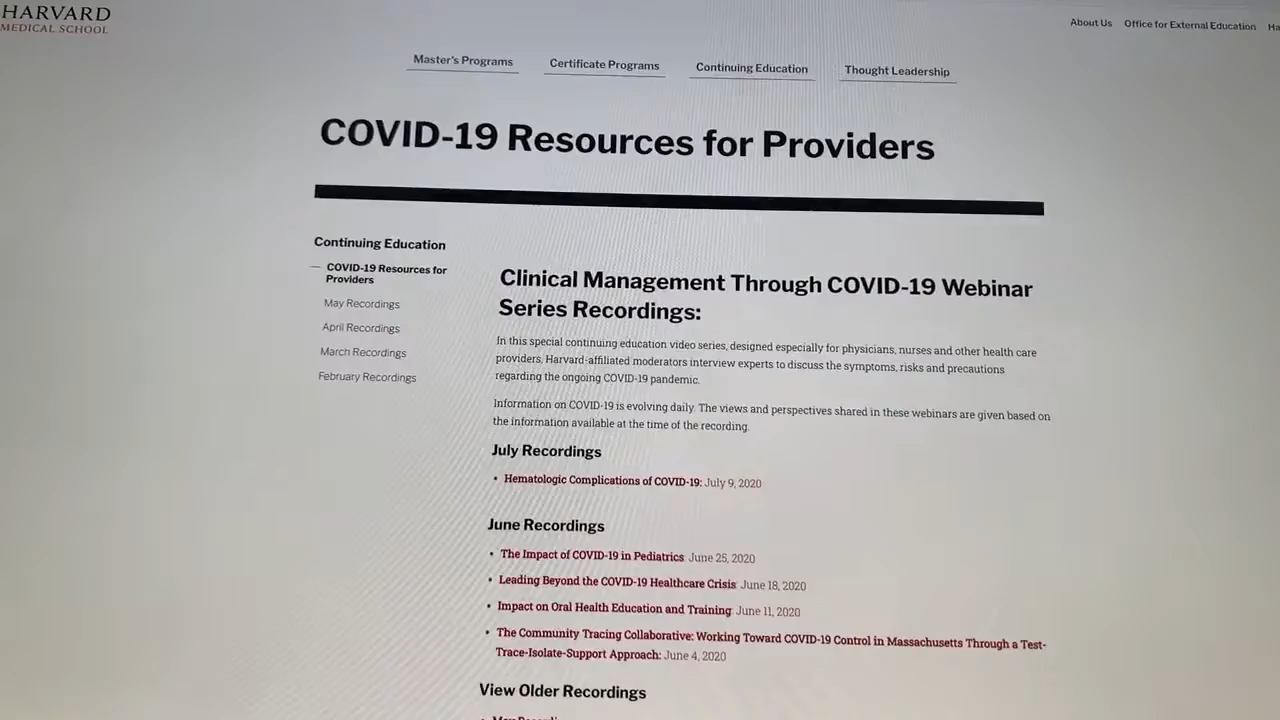 HARVARD
MEDICAL SCHOOL
About Us Office for External Education
Master's Programs Certificate Programs Continuing Education Thought Leadership
COVID-19 Resources for Providers
Continuing Education
COVID-19 Resources for
Providers
May Recordings
April Recordings
March Recordings
February Recordings
Clinical Management Through COVID-19 Webinar
Series Recordings:
In this special continuing education video series, designed especially for physicians, nurses and other health care
providers, Harvard-affiliated moderators interview experts to discuss the symptoms, risks and precautions
regarding the ongoing COVID-19 pandemic.
Information on COVID-19 is evolving daily. The views and perspectives shared in these webinars are given based on
the information available at the time of the recording.
July Recordings
• Hematologic Complications of COVID-19: July 9, 2020
June Recordings
• The Impact of COVID-19 in Pediatrics: June 25, 2020
• Leading Beyond the COVID-19 Healthcare Crisis: June 18, 2020
• Impact on Oral Health Education and Training: June 11, 2020
• The Community Tracing Collaborative: Working Toward COVID-19 Control in Massachusetts Through a Test-
Trace-Isolate-Support Approach: June 4, 2020
View Older Recordings